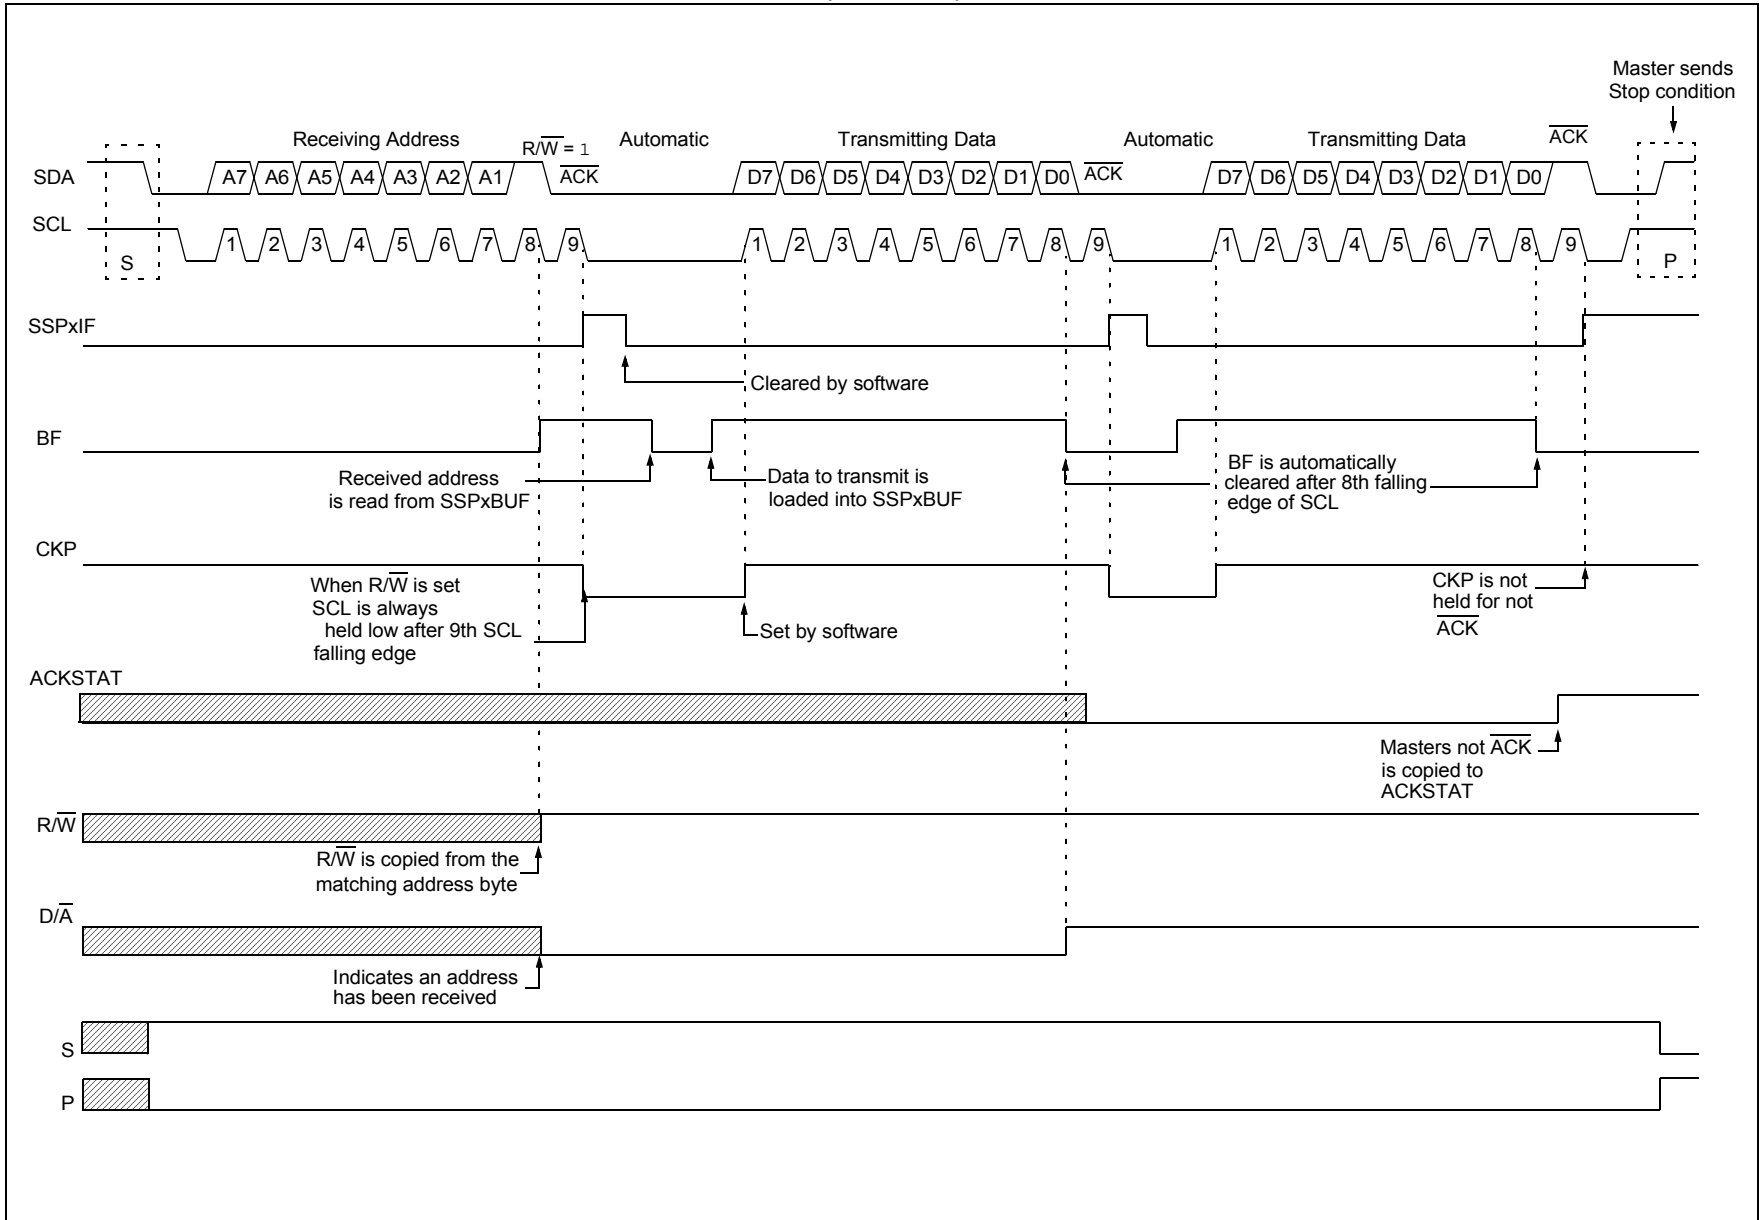 Master sends
Stop condition
Receiving Address
R/W̅ = 1
Automatic
Transmitting Data
Automatic
Transmitting Data
A̅C̅K̅
SDA
A7 A6 A5 A4 A3 A2 A1
A̅C̅K̅
D7 D6 D5 D4 D3 D2 D1 D0
A̅C̅K̅
D7 D6 D5 D4 D3 D2 D1 D0
SCL
S
1 2 3 4 5 6 7 8 9
1 2 3 4 5 6 7 8 9
1 2 3 4 5 6 7 8 9
P
SSPxIF
Cleared by software
BF
Received address
is read from SSPxBUF
Data to transmit is
loaded into SSPxBUF
BF is automatically
cleared after 8th falling
edge of SCL
CKP
When R/W̅ is set
SCL is always
held low after 9th SCL
falling edge
Set by software
CKP is not
held for not
A̅C̅K̅
ACKSTAT
Masters not A̅C̅K̅
is copied to
ACKSTAT
R/W̅
R/W̅ is copied from the
matching address byte
D/A̅
Indicates an address
has been received
S
P